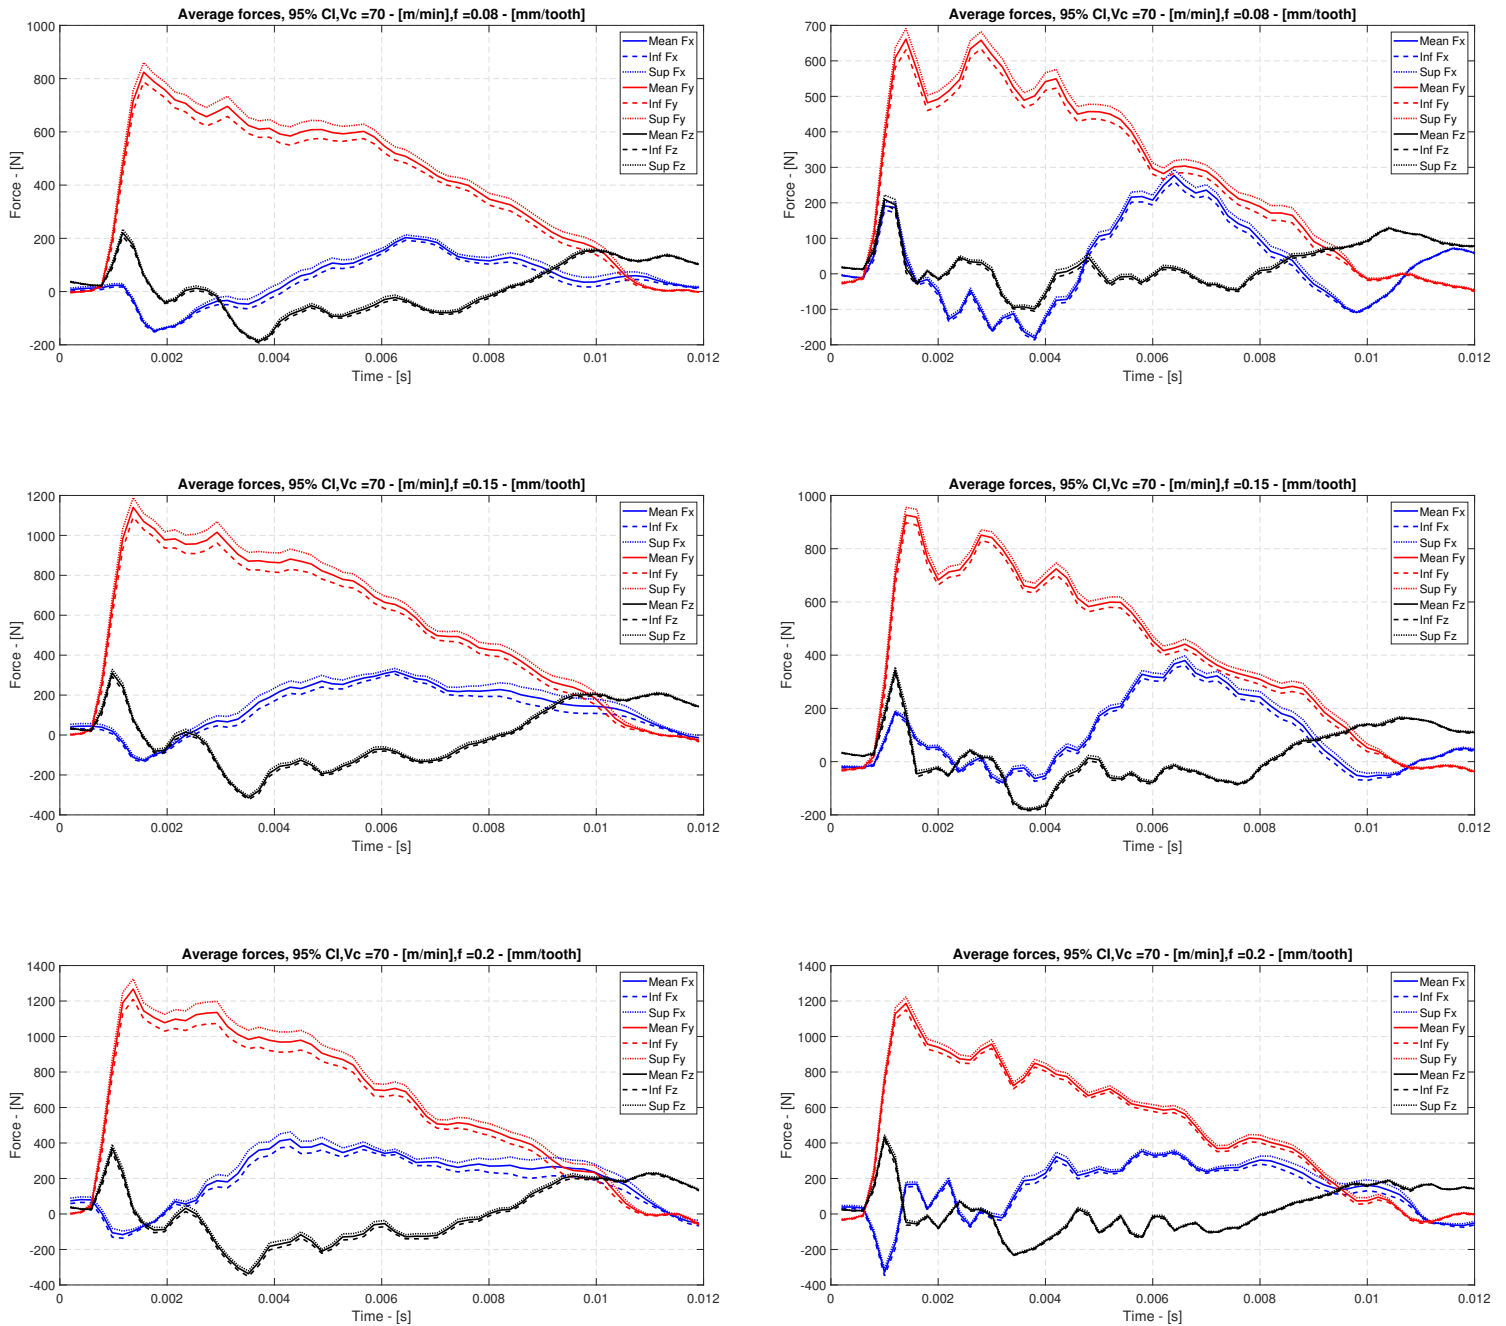 Average forces, 95% CI,Vc =70 - [m/min],f =0.08 - [mm/tooth]
1000
800
600
400
200
0
-200
Force - [N]
0
0.002
0.004
0.006
0.008
0.01
0.012
Time - [s]
Mean Fx
Inf Fx
Sup Fx
Mean Fy
Inf Fy
Sup Fy
Mean Fz
Inf Fz
Sup Fz
Average forces, 95% CI,Vc =70 - [m/min],f =0.08 - [mm/tooth]
700
600
500
400
300
200
100
0
-100
-200
Force - [N]
0
0.002
0.004
0.006
0.008
0.01
0.012
Time - [s]
Mean Fx
Inf Fx
Sup Fx
Mean Fy
Inf Fy
Sup Fy
Mean Fz
Inf Fz
Sup Fz
Average forces, 95% CI,Vc =70 - [m/min],f =0.15 - [mm/tooth]
1200
1000
800
600
400
200
0
-200
-400
Force - [N]
0
0.002
0.004
0.006
0.008
0.01
0.012
Time - [s]
Mean Fx
Inf Fx
Sup Fx
Mean Fy
Inf Fy
Sup Fy
Mean Fz
Inf Fz
Sup Fz
Average forces, 95% CI,Vc =70 - [m/min],f =0.15 - [mm/tooth]
1000
800
600
400
200
0
-200
Force - [N]
0
0.002
0.004
0.006
0.008
0.01
0.012
Time - [s]
Mean Fx
Inf Fx
Sup Fx
Mean Fy
Inf Fy
Sup Fy
Mean Fz
Inf Fz
Sup Fz
Average forces, 95% CI,Vc =70 - [m/min],f =0.2 - [mm/tooth]
1400
1200
1000
800
600
400
200
0
-200
-400
Force - [N]
0
0.002
0.004
0.006
0.008
0.01
0.012
Time - [s]
Mean Fx
Inf Fx
Sup Fx
Mean Fy
Inf Fy
Sup Fy
Mean Fz
Inf Fz
Sup Fz
Average forces, 95% CI,Vc =70 - [m/min],f =0.2 - [mm/tooth]
1400
1200
1000
800
600
400
200
0
-200
-400
Force - [N]
0
0.002
0.004
0.006
0.008
0.01
0.012
Time - [s]
Mean Fx
Inf Fx
Sup Fx
Mean Fy
Inf Fy
Sup Fy
Mean Fz
Inf Fz
Sup Fz